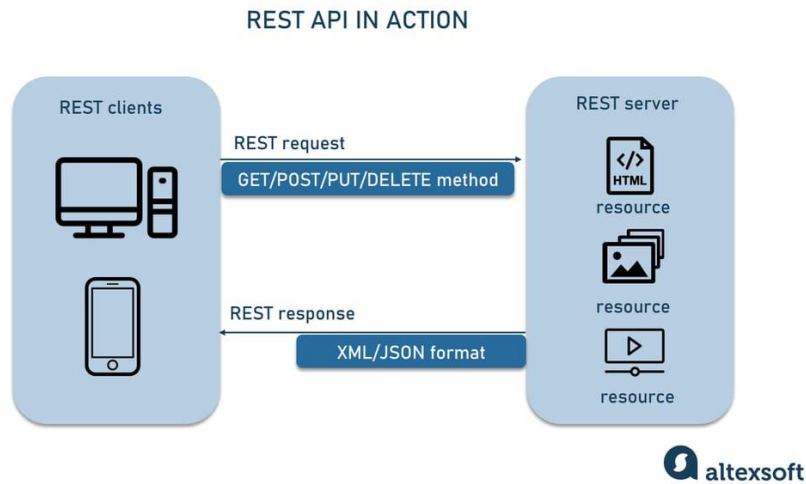 REST API IN ACTION
REST clients
REST request
GET/POST/PUT/DELETE method
REST response
XML/JSON format
REST server
</>
HTML
resource
resource
resource
altexsoft